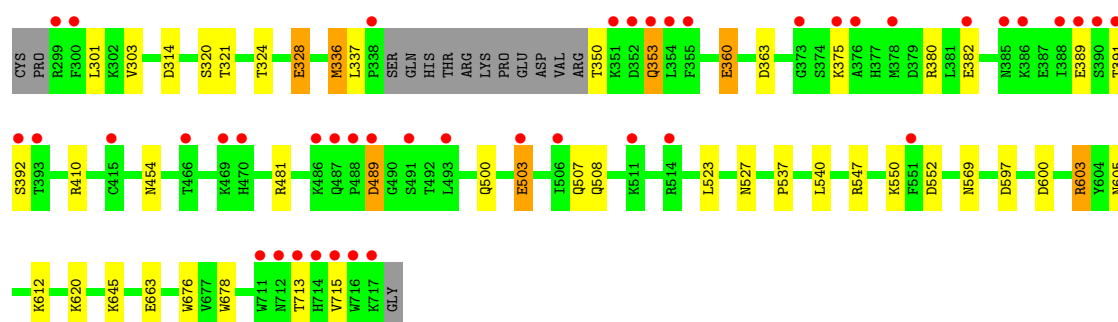 CYS PRO R299 F300 L301 K302 V303 D314 S320 T321 T324 E328 M336 L337 P338 SER GLN HIS THR ARG LYS PRO GLU ASP VAL ARG T350 K351 D352 Q353 L354 F355 E360 D363 G373 S374 K375 A376 H377 M378 D379 R380 L381 E382 N385 K386 E387 I388 E389 S390 T391
S392 T393 R410 C415 N454 T466 K469 H470 R481 K486 Q487 P488 D489 G490 S491 T492 L493 Q500 E503 I506 Q507 Q508 K511 R514 L523 N527 P537 L540 R547 K550 F551 D552 N569 D597 D600 R603 Y604 N605
K612 K620 K645 E663 W676 V677 W678 W711 N712 T713 H714 V715 W716 K717 GLY